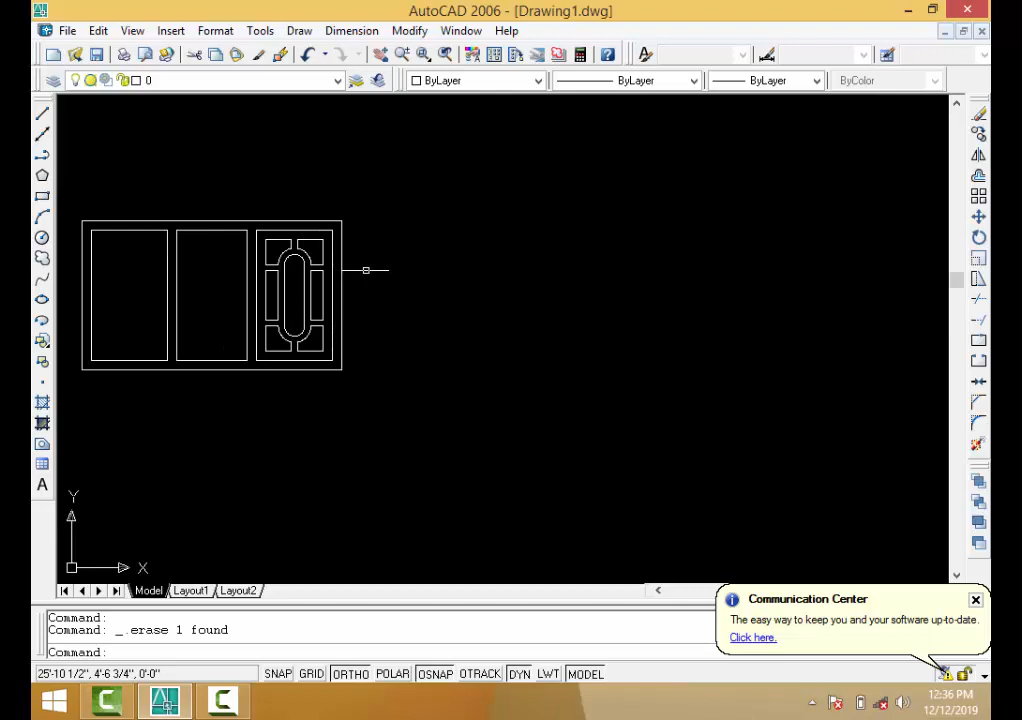 AutoCAD 2006 - [Drawing1.dwg]
File Edit View Insert Format Tools Draw Dimension Modify Window Help
0 ByLayer ByLayer ByLayer ByColor
A
Y
X
Model Layout1 Layout2
Communication Center
The easy way to keep you and your software up-to-date.
Click here.
Command:
Command: _.erase 1 found
Command:
25'-10 1/2", 4'-6 3/4", 0'-0" SNAP GRID ORTHO POLAR OSNAP OTRACK DYN LWT MODEL
12:36 PM
12/12/2019